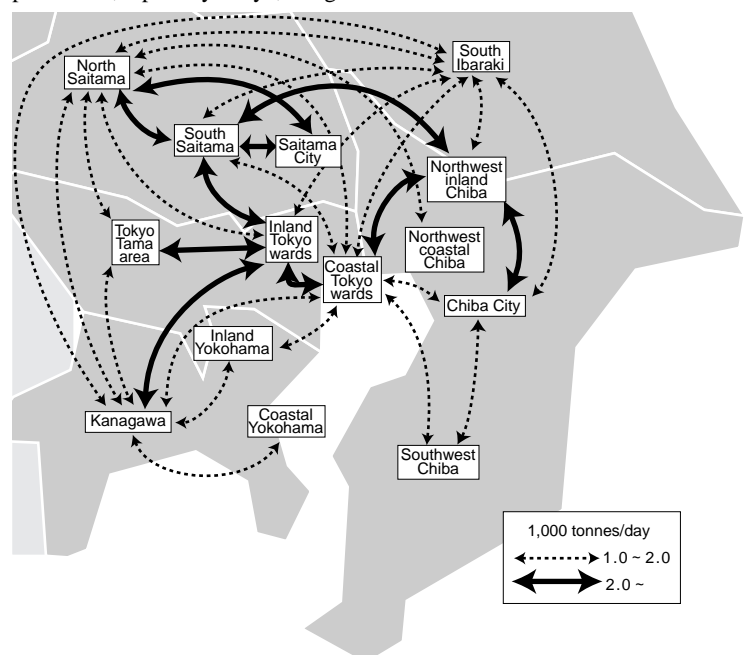 South
Ibaraki
North
Saitama
South
Saitama
Saitama
City
Northwest
inland
Chiba
Tokyo
Tama
area
Inland
Tokyo
wards
Northwest
coastal
Chiba
Coastal
Tokyo
wards
Chiba City
Inland
Yokohama
Kanagawa
Coastal
Yokohama
Southwest
Chiba
1,000 tonnes/day
1.0 ~ 2.0
2.0 ~